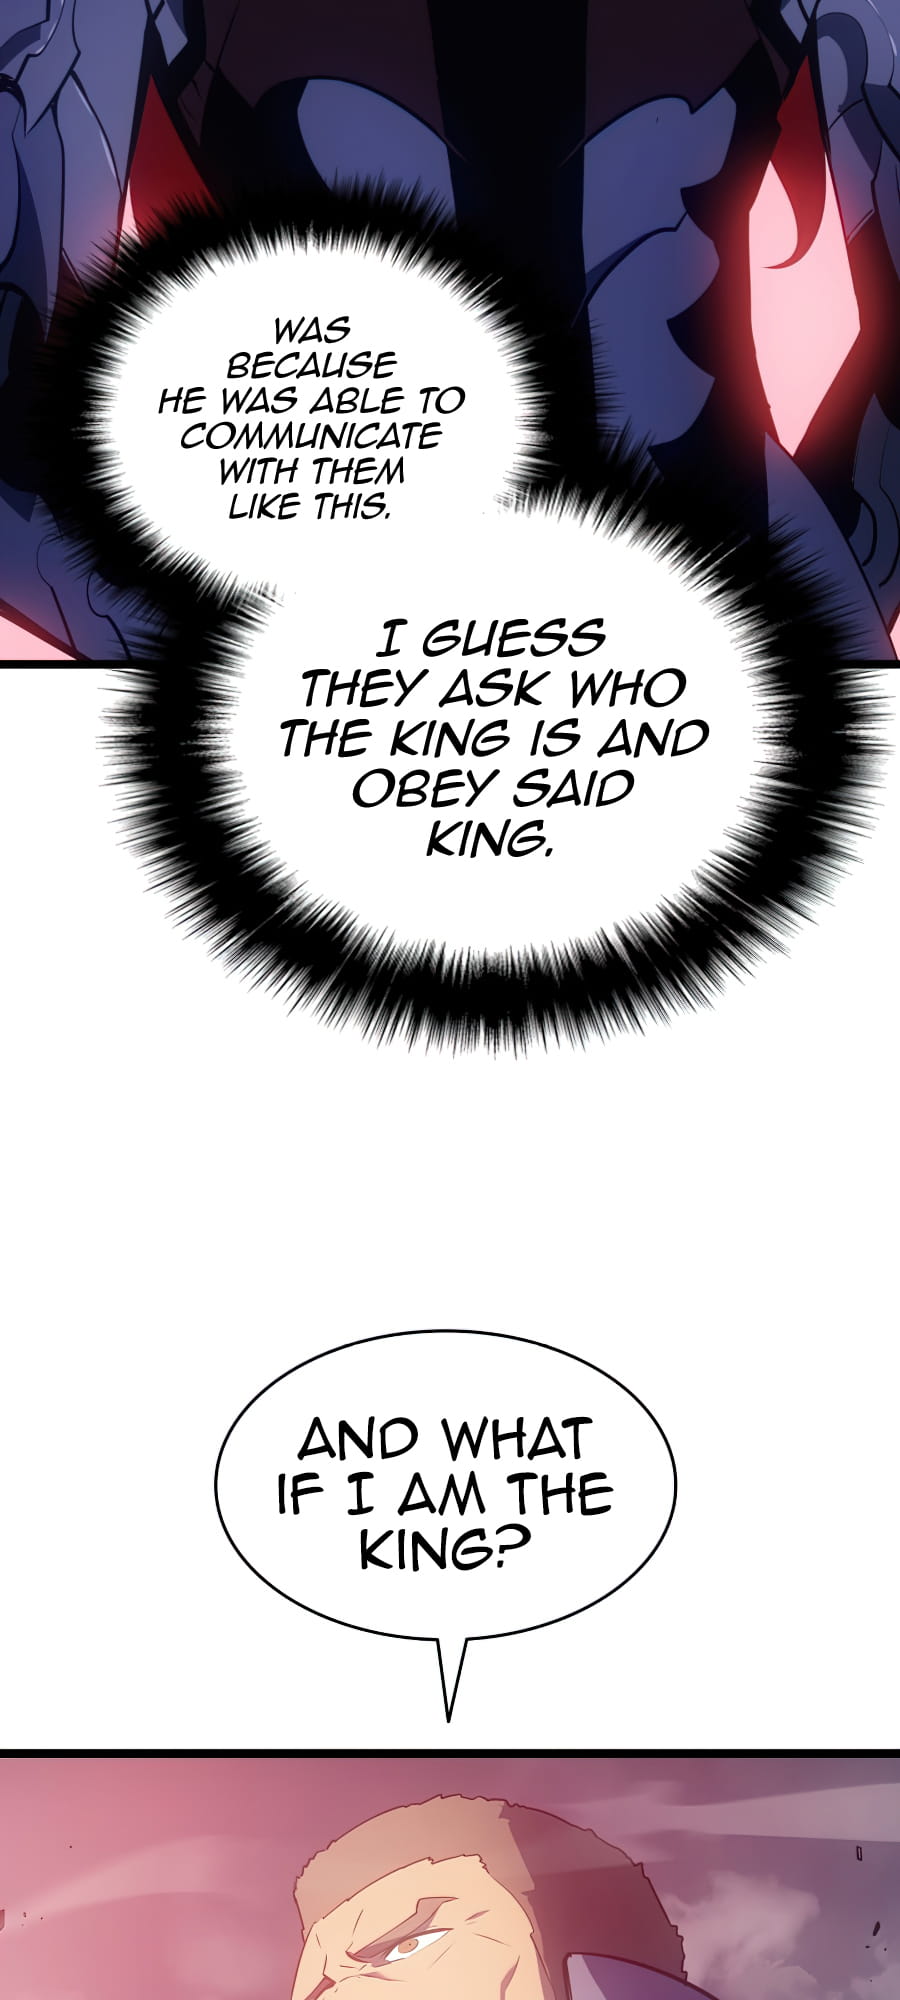 WAS
BECAUSE
HE WAS ABLE TO
COMMUNICATE
WITH THEM
LIKE THIS.
I GUESS
THEY ASK WHO
THE KING IS AND
OBEY SAID
KING.
AND WHAT
IF I AM THE
KING?